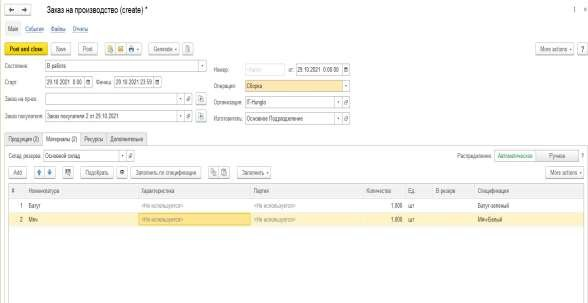 Заказ на производство (create) *
Main События Файлы Отчеты
Post and close Save Post Generate More actions ?
Состояние: В работе Номер: от: 29.10.2021 0:00:00
Старт: 29.10.2021 0:00 Финиш: 29.10.2021 23:59 Операция: Сборка
Заказ на произ.: Организация: IT-Hunglo
Заказ покупателя: Заказ покупателя 2 от 29.10.2021 Изготовитель: Основное Подразделение
Продукция (2) Материалы (2) Ресурсы Дополнительно
Склад резерва: Основной склад Распределение: Автоматическое Ручное ?
Add Подобрать Заполнить по спецификации Заполнить More actions
# Номенклатура Характеристика Партия Количество Ед. В резерв Спецификация
1 Батут <Не используется> <Не используется> 1,000 шт Батут-зеленый
2 Мяч <Не используется> <Не используется> 1,000 шт Мяч-Белый